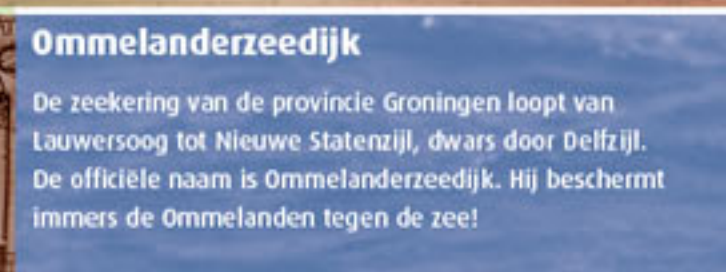 Ommelanderzeedijk
De zeekering van de provincie Groningen loopt van
Lauwersoog tot Nieuwe Statenzijl, dwars door Delfzijl.
De officiële naam is Ommelanderzeedijk. Hij beschermt
immers de Ommelanden tegen de zee!